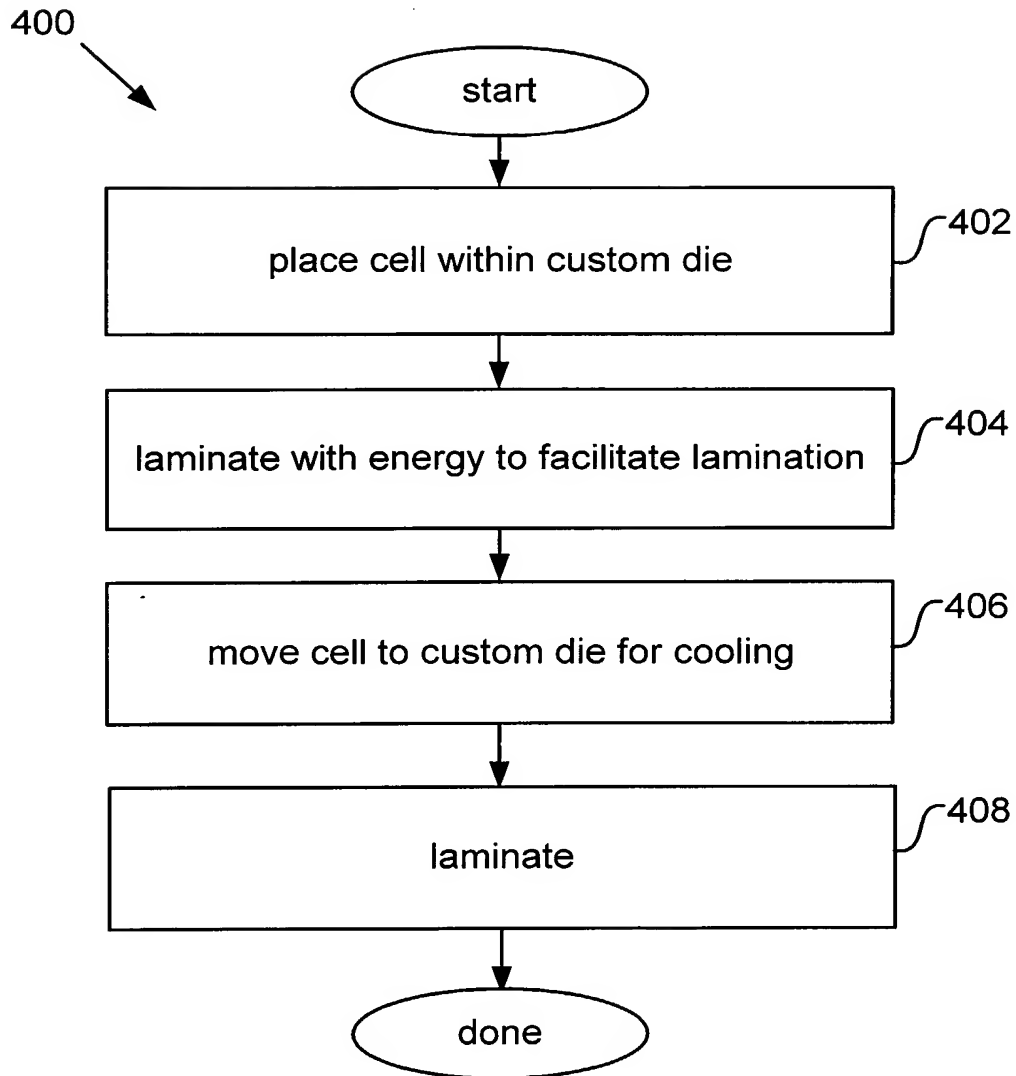 400
start
place cell within custom die
402
laminate with energy to facilitate lamination
404
move cell to custom die for cooling
406
laminate
408
done